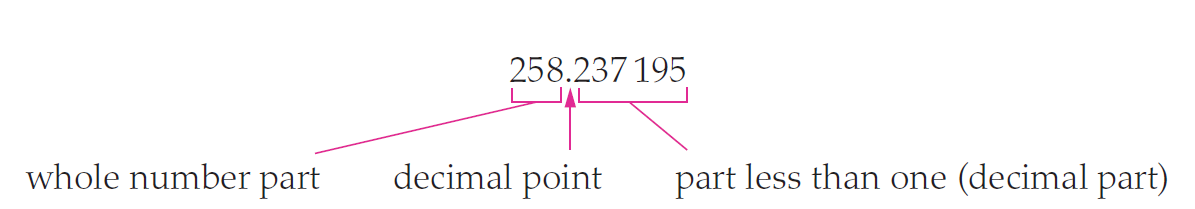 258.237 195
whole number part decimal point part less than one (decimal part)